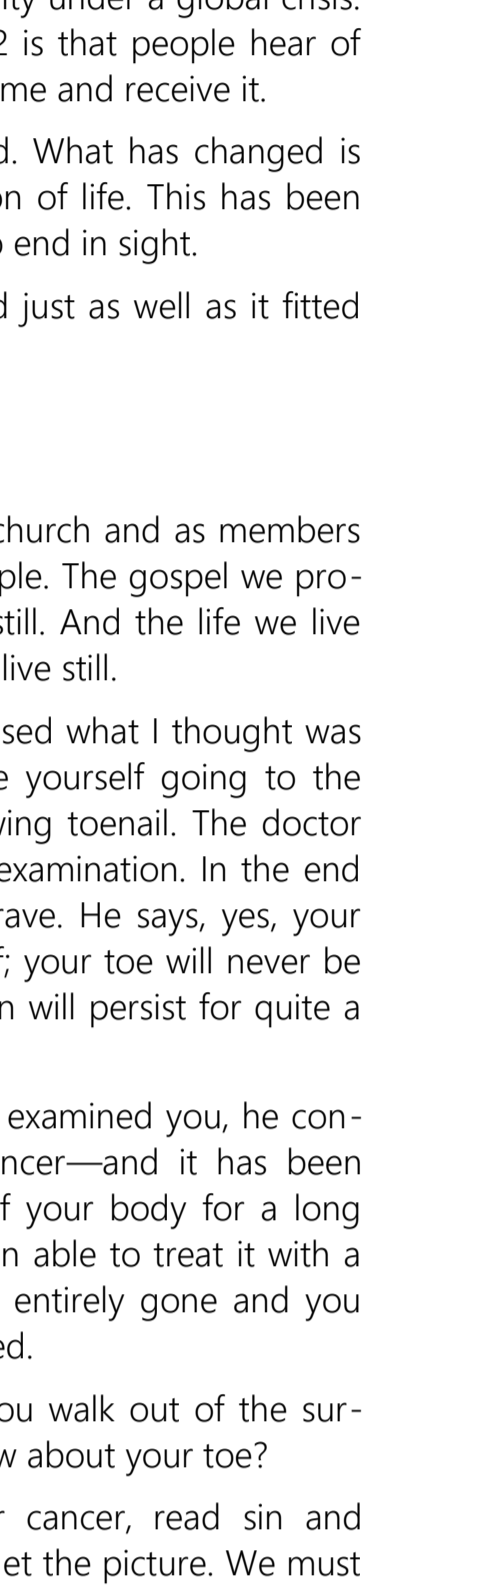 under a global crisis.
is that people hear of
me and receive it.
What has changed is
of life. This has been
end in sight.
just as well as it fitted
church and as members
The gospel we pro-
still. And the life we live
live still.
sed what I thought was
yourself going to the
toenail. The doctor
examination. In the end
He says, yes, your
your toe will never be
will persist for quite a
examined you, he con-
ncer—and it has been
your body for a long
able to treat it with a
entirely gone and you
ed.
ou walk out of the sur-
about your toe?
cancer, read sin and
et the picture. We must